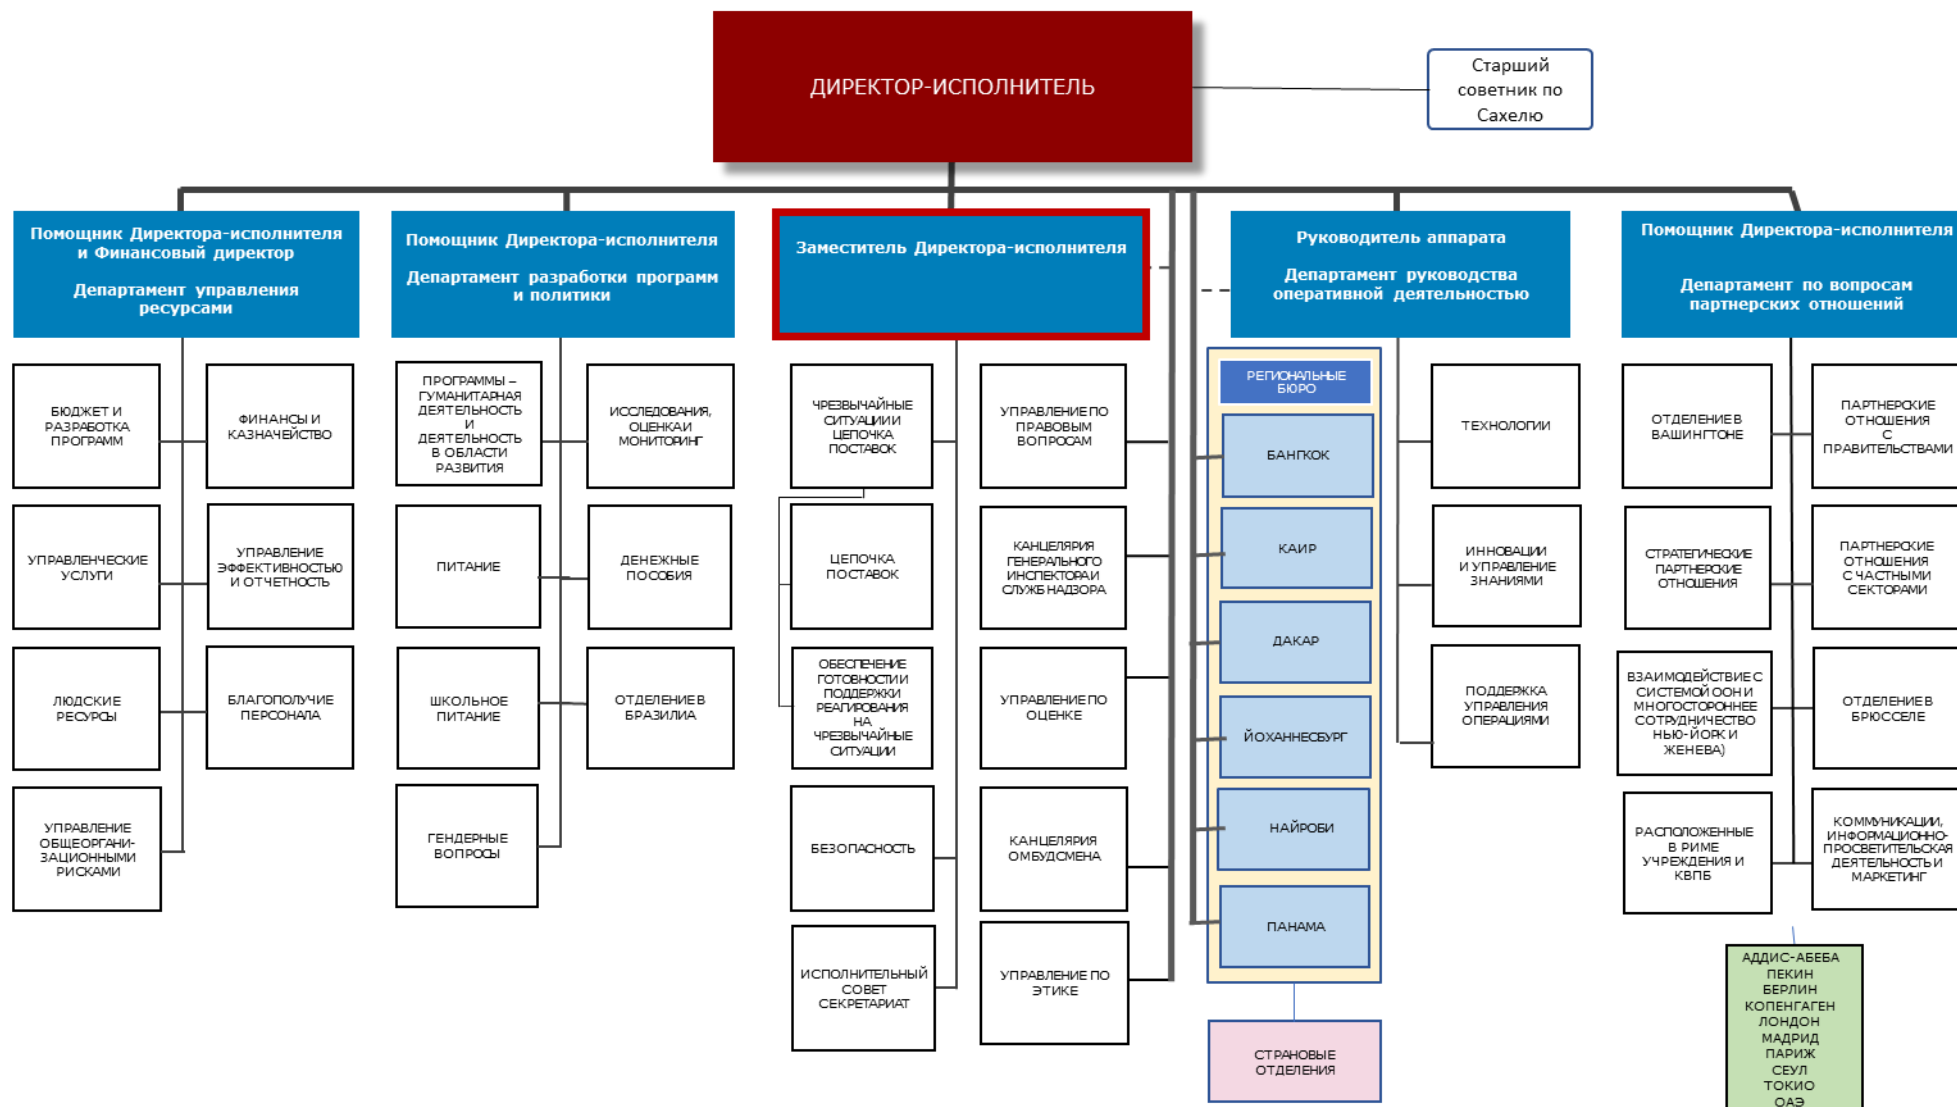 ДИРЕКТОР-ИСПОЛНИТЕЛЬ
Старший
советник по
Сахелю
Помощник Директора-исполнителя
и Финансовый директор
Департамент управления
ресурсами
Помощник Директора-исполнителя
Департамент разработки программ
и политики
Заместитель Директора-исполнителя
Руководитель аппарата
Департамент руководства
оперативной деятельностью
Помощник Директора-исполнителя
Департамент по вопросам
партнерских отношений
БЮДЖЕТ И
РАЗРАБОТКА
ПРОГРАММ
ФИНАНСЫ И
КАЗНАЧЕЙСТВО
УПРАВЛЕНЧЕСКИЕ
УСЛУГИ
УПРАВЛЕНИЕ
ЭФФЕКТИВНОСТЬЮ
И ОТЧЕТНОСТЬ
ЛЮДСКИЕ
РЕСУРСЫ
БЛАГОПОЛУЧИЕ
ПЕРСОНАЛА
УПРАВЛЕНИЕ
ОБЩЕОРГАНИ-
ЗАЦИОННЫМИ
РИСКАМИ
ПРОГРАММЫ –
ГУМАНИТАРНАЯ
ДЕЯТЕЛЬНОСТЬ
И
ДЕЯТЕЛЬНОСТЬ
В ОБЛАСТИ
РАЗВИТИЯ
ИССЛЕДОВАНИЯ,
ОЦЕНКА И
МОНИТОРИНГ
ПИТАНИЕ
ДЕНЕЖНЫЕ
ПОСОБИЯ
ШКОЛЬНОЕ
ПИТАНИЕ
ОТДЕЛЕНИЕ В
БРАЗИЛИА
ГЕНДЕРНЫЕ
ВОПРОСЫ
ЧРЕЗВЫЧАЙНЫЕ
СИТУАЦИИ И
ЦЕПОЧКА
ПОСТАВОК
УПРАВЛЕНИЕ ПО
ПРАВОВЫМ
ВОПРОСАМ
ЦЕПОЧКА
ПОСТАВОК
КАНЦЕЛЯРИЯ
ГЕНЕРАЛЬНОГО
ИНСПЕКТОРА И
СЛУЖБ НАДЗОРА
ОБЕСПЕЧЕНИЕ
ГОТОВНОСТИ И
ПОДДЕРЖКИ
РЕАГИРОВАНИЯ
НА
ЧРЕЗВЫЧАЙНЫЕ
СИТУАЦИИ
УПРАВЛЕНИЕ ПО
ОЦЕНКЕ
БЕЗОПАСНОСТЬ
КАНЦЕЛЯРИЯ
ОМБУДСМЕНА
ИСПОЛНИТЕЛЬНЫЙ
СОВЕТ
СЕКРЕТАРИАТ
УПРАВЛЕНИЕ ПО
ЭТИКЕ
РЕГИОНАЛЬНЫЕ
БЮРО
БАНГКОК
КАИР
ДАКАР
ЙОХАННЕСБУРГ
НАЙРОБИ
ПАНАМА
СТРАНОВЫЕ
ОТДЕЛЕНИЯ
ТЕХНОЛОГИИ
ИННОВАЦИИ
И УПРАВЛЕНИЕ
ЗНАНИЯМИ
ПОДДЕРЖКА
УПРАВЛЕНИЯ
ОПЕРАЦИЯМИ
ОТДЕЛЕНИЕ В
ВАШИНГТОНЕ
ПАРТНЕРСКИЕ
ОТНОШЕНИЯ
С
ПРАВИТЕЛЬСТВАМИ
СТРАТЕГИЧЕСКИЕ
ПАРТНЕРСКИЕ
ОТНОШЕНИЯ
ПАРТНЕРСКИЕ
ОТНОШЕНИЯ
С ЧАСТНЫМИ
СЕКТОРАМИ
ВЗАИМОДЕЙСТВИЕ С
СИСТЕМОЙ ООН И
МНОГОСТОРОННЕЕ
СОТРУДНИЧЕСТВО
НЬЮ-ЙОРК И
ЖЕНЕВА)
ОТДЕЛЕНИЕ В
БРЮССЕЛЕ
РАСПОЛОЖЕННЫЕ
В РИМЕ
УЧРЕЖДЕНИЯ И
КВПБ
КОММУНИКАЦИИ,
ИНФОРМАЦИОННО-
ПРОСВЕТИТЕЛЬСКАЯ
ДЕЯТЕЛЬНОСТЬ И
МАРКЕТИНГ
АДДИС-АБЕБА
ПЕКИН
БЕРЛИН
КОПЕНГАГЕН
ЛОНДОН
МАДРИД
ПАРИЖ
СЕУЛ
ТОКИО
ОАЭ